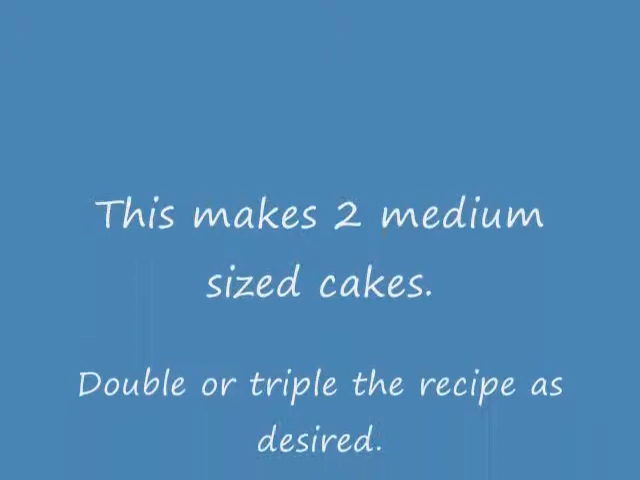 This makes 2 medium
sized cakes.
Double or triple the recipe as
desired.